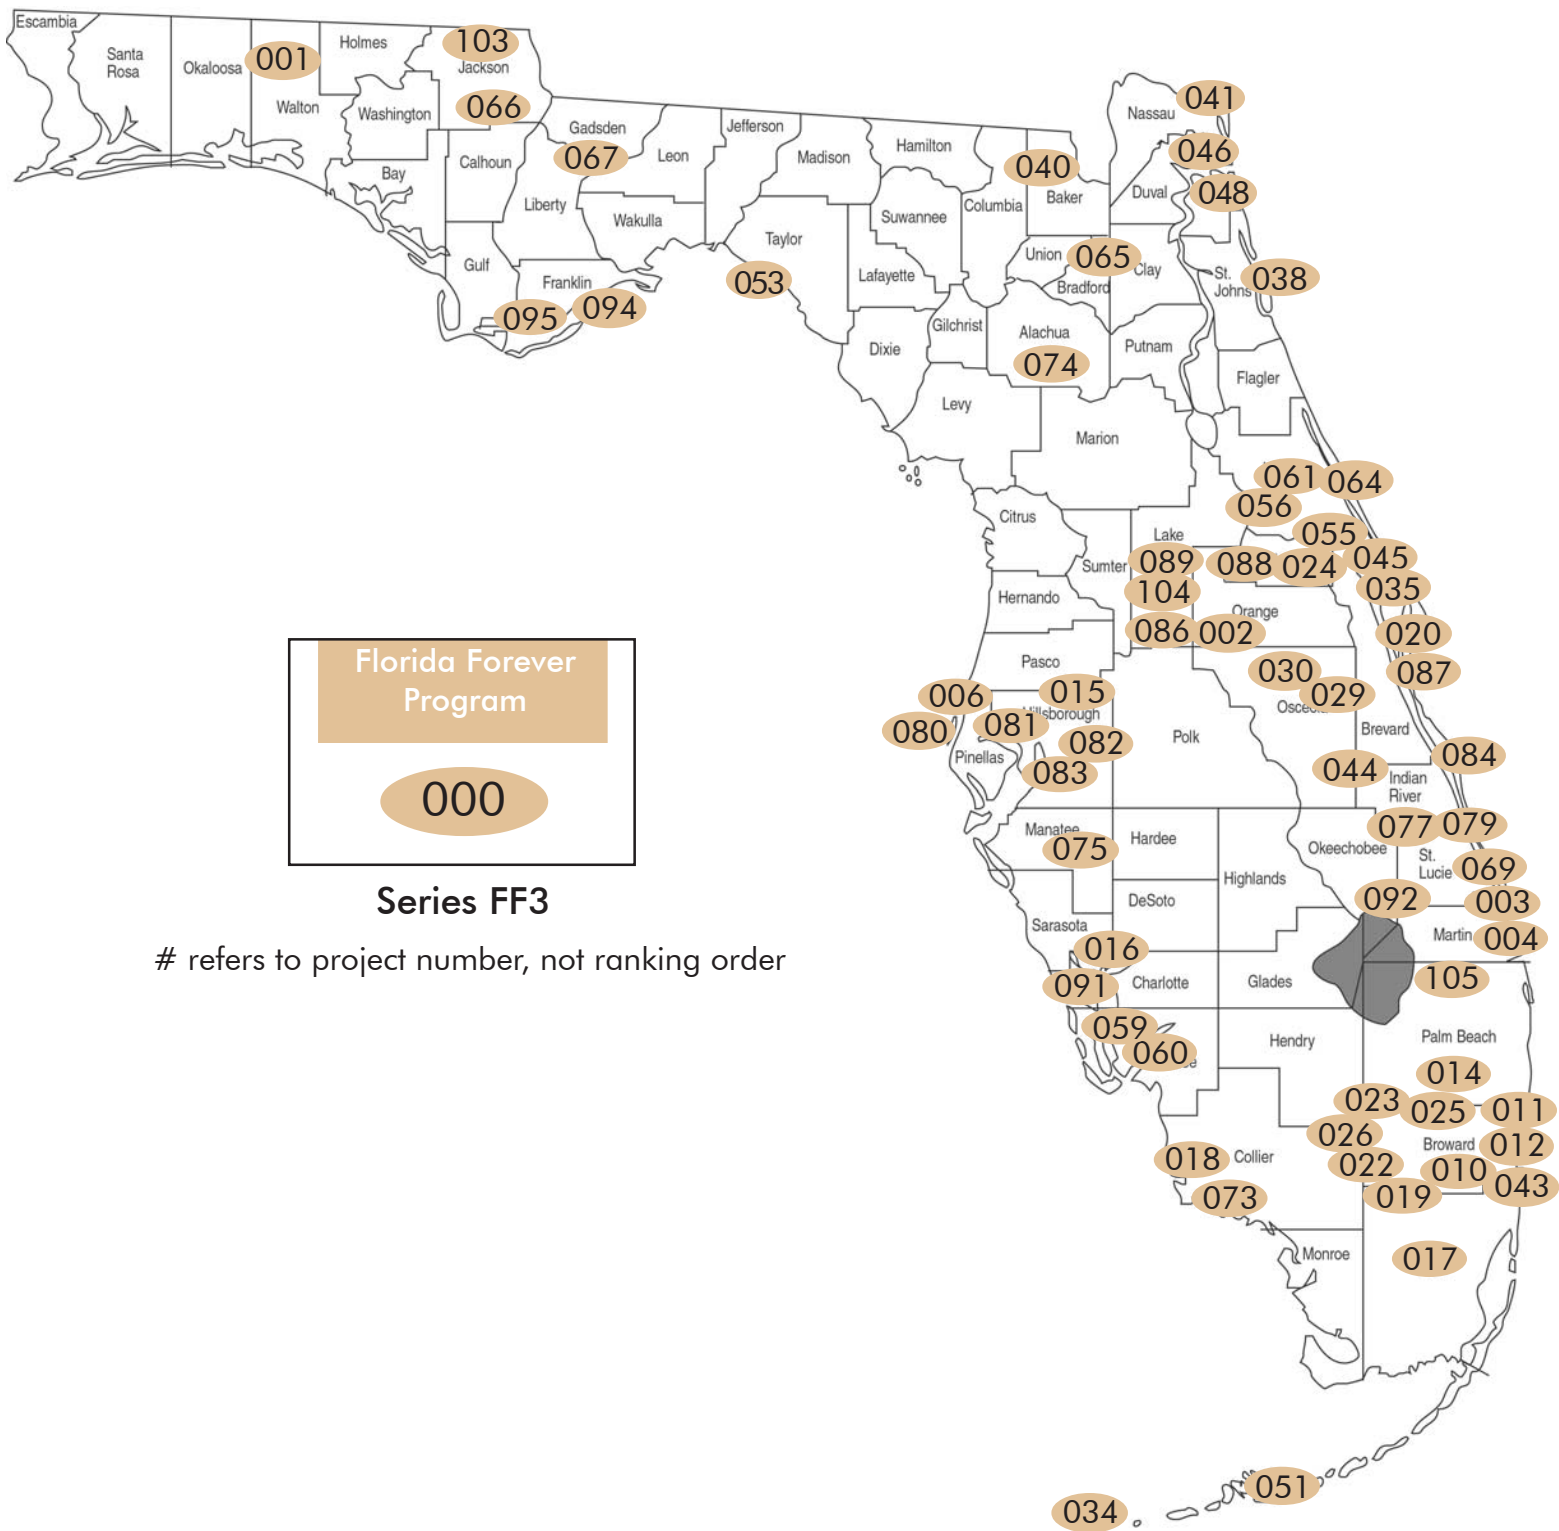 Escambia
Santa
Rosa
Okaloosa
001
Walton
Holmes
Washington
103
Jackson
066
Bay
Calhoun
Gulf
Gadsden
067
Liberty
Franklin
095
094
Leon
Wakulla
Jefferson
Madison
Taylor
053
Hamilton
Suwannee
Lafayette
Dixie
Columbia
040
Baker
Union
065
Bradford
Clay
Nassau
041
046
Duval
048
St.
Johns
038
Gilchrist
Alachua
074
Putnam
Flagler
Levy
Marion
061
064
056
055
Citrus
Sumter
Lake
089
088
024
045
104
035
Hernando
Orange
086
002
020
Pasco
030
087
029
Osceola
006
015
Hillsborough
080
081
082
Pinellas
083
Polk
Brevard
084
044
Indian
River
Manatee
075
Hardee
Okeechobee
077
079
St.
Lucie
069
Highlands
DeSoto
092
003
Sarasota
016
Martin
004
091
Charlotte
Glades
105
059
060
Hendry
Palm Beach
014
023
025
011
026
Broward
012
018
Collier
022
010
043
073
019
Monroe
017
051
034
Florida Forever
Program
000
Series FF3
# refers to project number, not ranking order